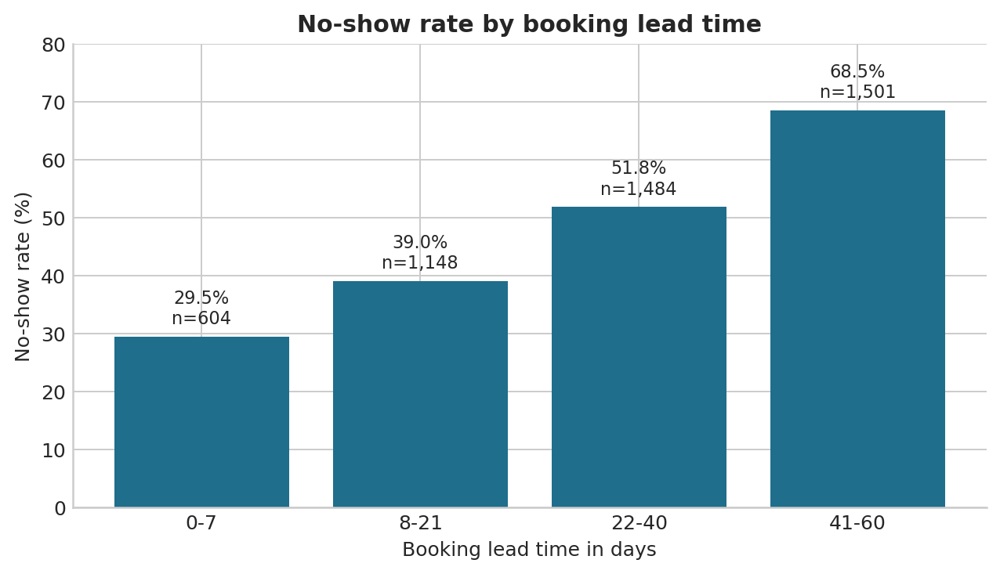 No-show rate by booking lead time
No-show rate (%)
80
70
60
50
40
30
20
10
0
29.5%
n=604
39.0%
n=1,148
51.8%
n=1,484
68.5%
n=1,501
0-7
8-21
22-40
41-60
Booking lead time in days